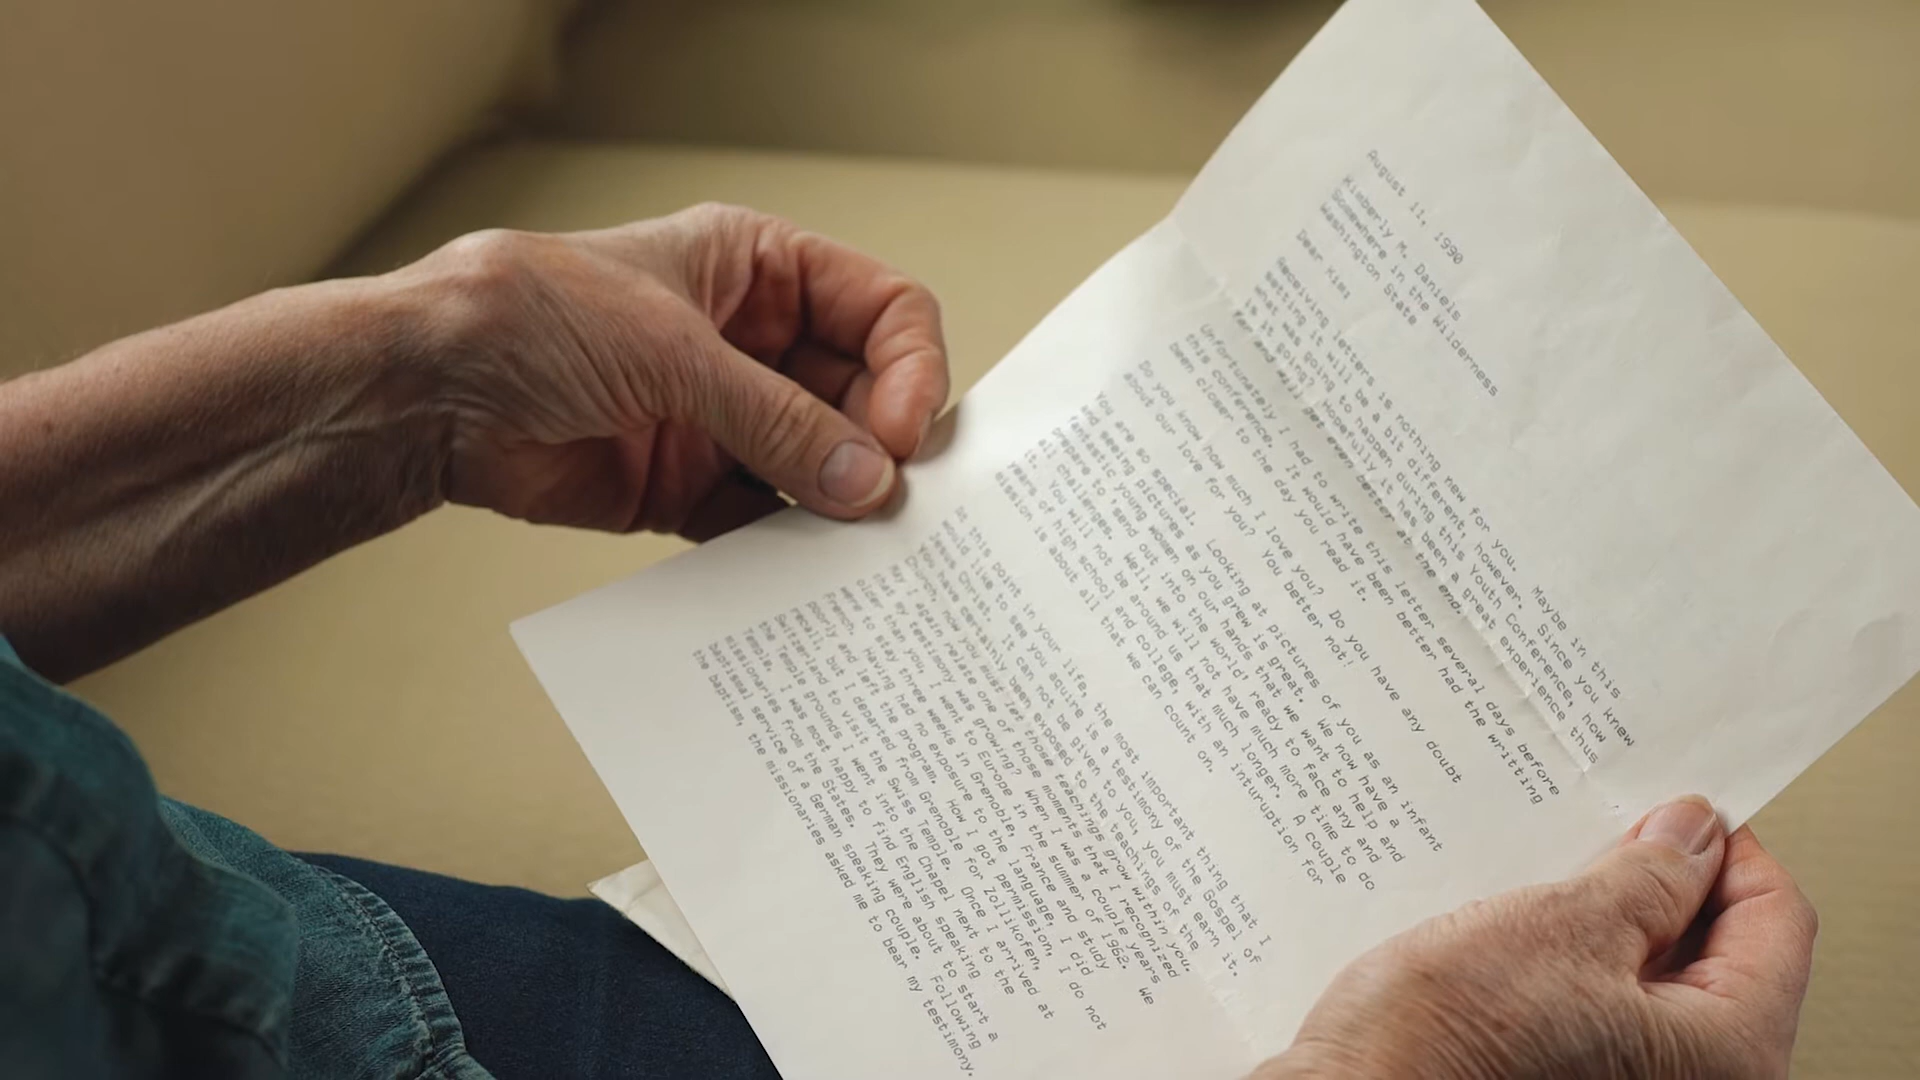 August 11, 1990
Kimberly M. Daniels
Somewhere in the Wilderness
Washington State
Dear Kim:
Receiving letters is nothing new for you. Maybe in this
setting it will be a bit different, however. Since you knew
what was going to happen during this Youth Conference, how
is it going? Hopefully it has been a great experience thus
far and will get even better at the end.
Unfortunately I had to write this letter several days before
this conference. It would have been better had the writting
been closer to the day you read it.
Do you know how much I love you? Do you have any doubt
about our love for you? You better not!
You are so special. Looking at pictures of you as an infant
and seeing pictures as you grew is great. We now have a
fantastic young women on our hands that we want to help and
prepare to send out into the world' ready to face any and
all challenges. Well, we will not have much more time to do
it. You will not be around us that much longer. A couple
years of high school and college, with an inturuption for
mission is about all that we can count on.
At this point in your life, the most important thing that I
would like to see you aquire is a testimony of the Gospel of
Jesus Christ. It can not be given to you, you must earn it.
You have certainly been exposed to the teachings of the
Church, now you must let those teachings grow within you.
May I again relate one of those moments that I recognized
that my testimony was growing? When I was a couple years
older than you, I went to Europe in the summer of 1962. We
were to stay three weeks in Grenoble, France and study
French. Having had no exposure to the language, I did
poorly and left the program. How I got permission, I do not
recall, but I departed from Grenoble for Zollikofen,
Switzerland to visit the Swiss Temple. Once I arrived at
the Temple grounds I went into the Chapel next to the
Temple. I was most happy to find English speaking
missionaries from the States. They were about to start a
baptismal service of a German speaking couple. Following
the baptism, the missionaries asked me to bear my testimony.